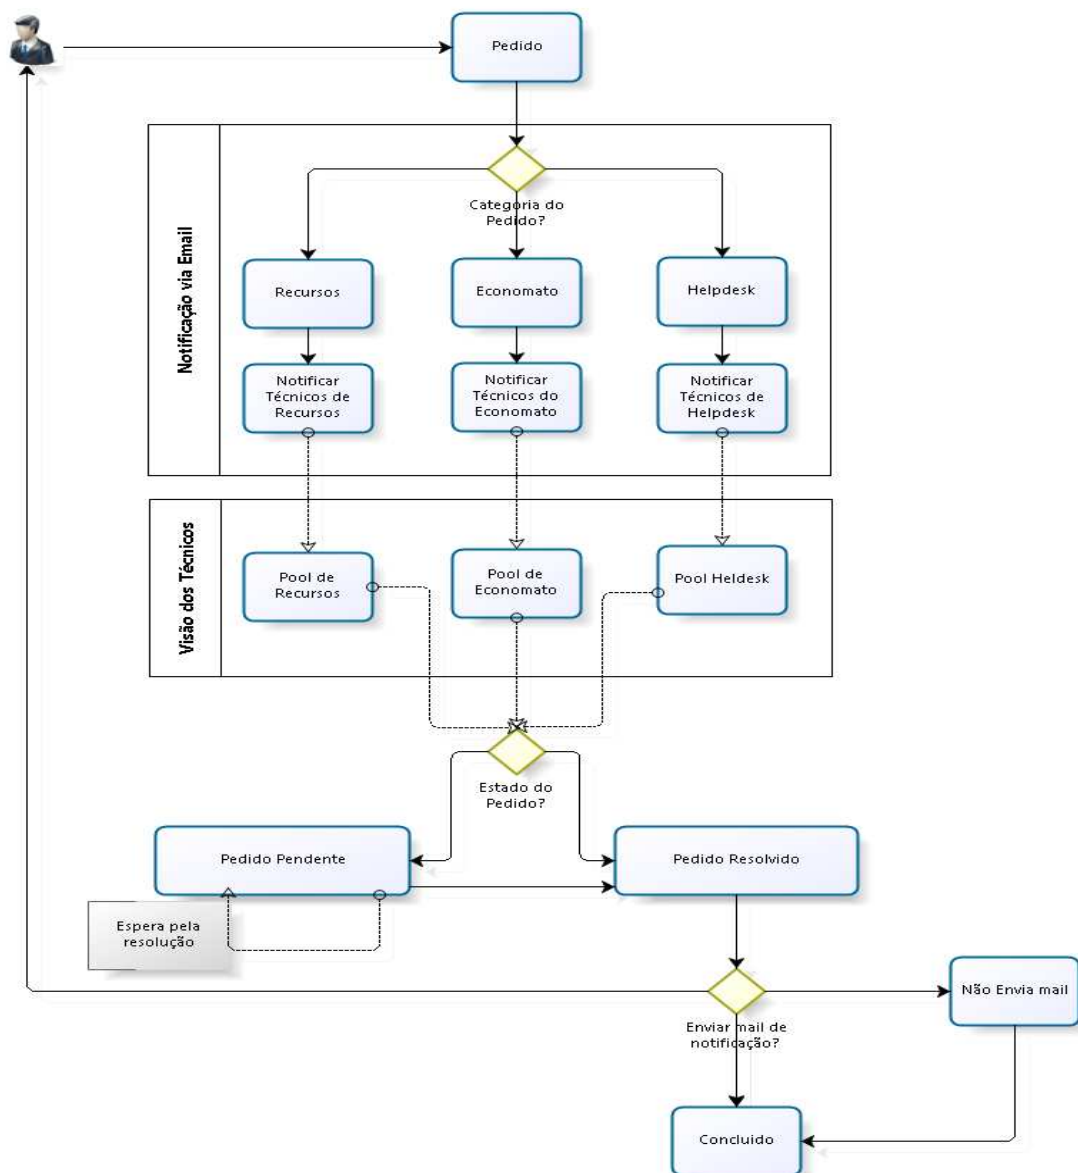 Pedido
Notificação via Email
Categoria do
Pedido?
Recursos
Economato
Helpdesk
Notificar
Técnicos de
Recursos
Notificar
Técnicos do
Economato
Notificar
Técnicos de
Helpdesk
Visão dos Técnicos
Pool de
Recursos
Pool de
Economato
Pool Heldesk
Estado do
Pedido?
Pedido Pendente
Pedido Resolvido
Espera pela
resolução
Não Envia mail
Enviar mail de
notificação?
Concluido